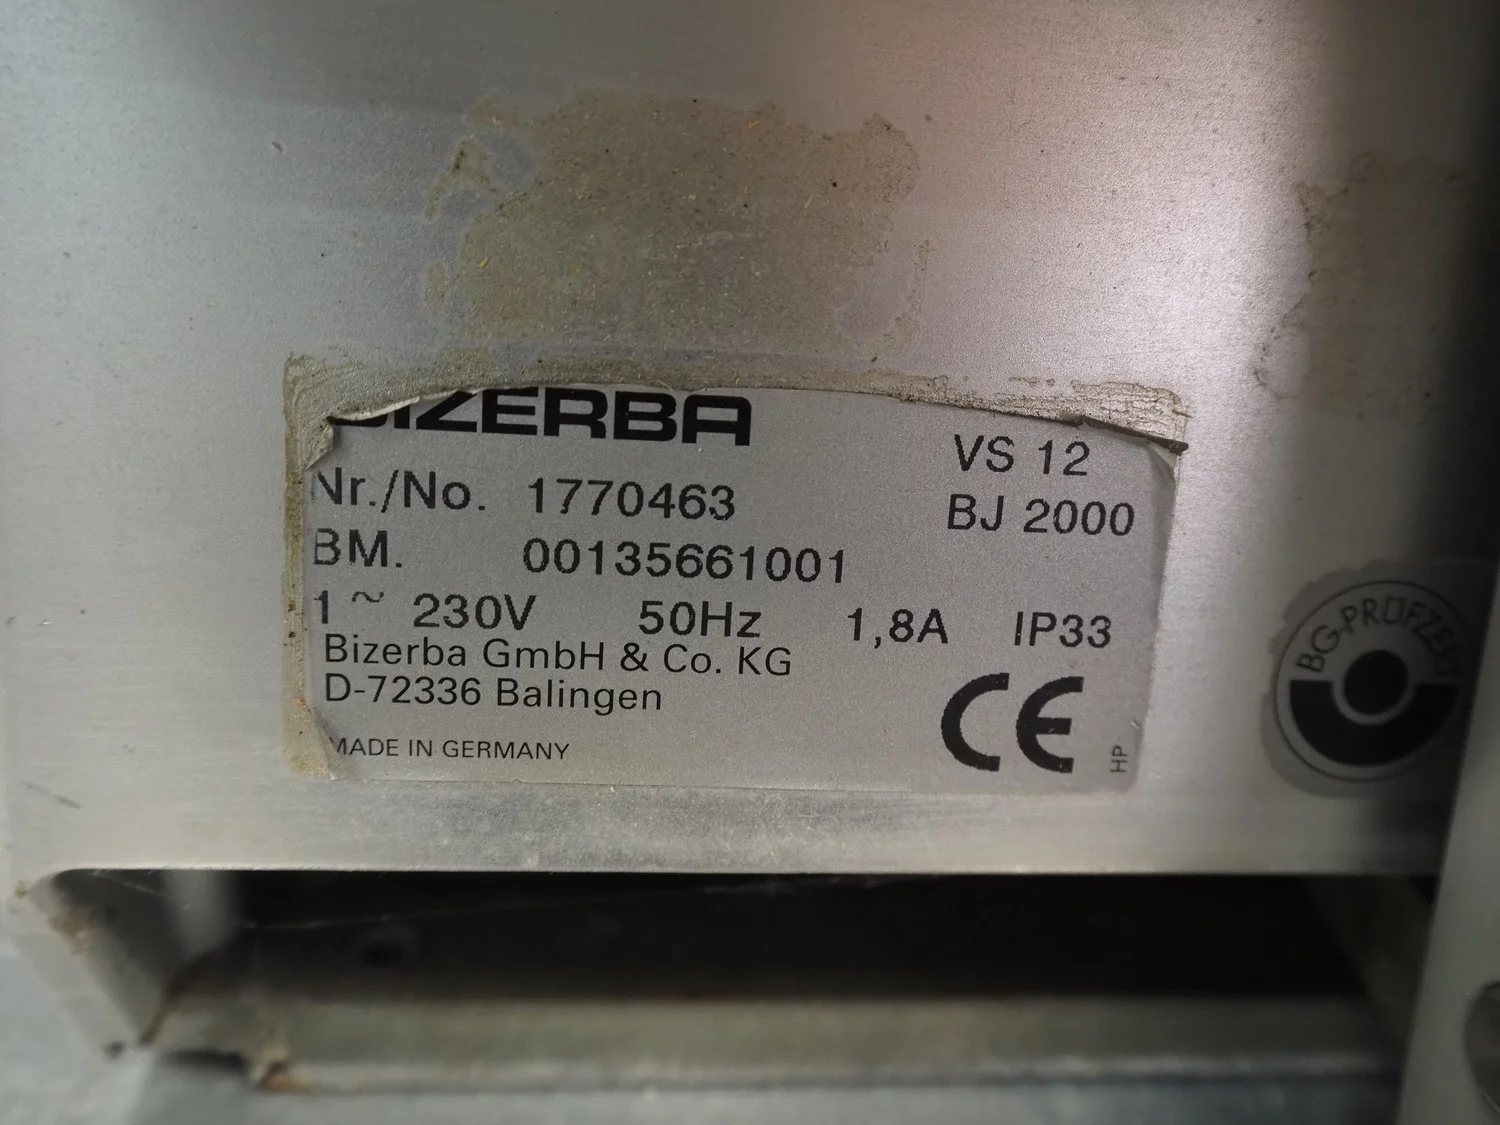 BIZERBA
VS 12
Nr./No. 1770463
BJ 2000
BM. 00135661001
1 ~ 230V 50Hz 1,8A IP33
Bizerba GmbH & Co. KG
D-72336 Balingen
MADE IN GERMANY
CE
HP
BG-PRÜFZERT